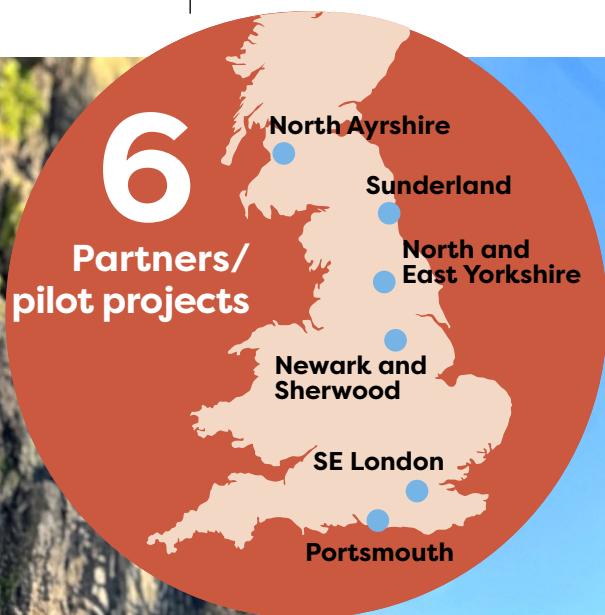 6
Partners/
pilot projects
North Ayrshire
Sunderland
North and
East Yorkshire
Newark and
Sherwood
SE London
Portsmouth